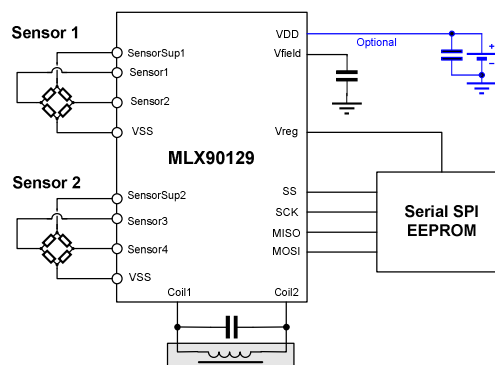 Sensor 1
SensorSup1
Sensor1
Sensor2
VSS
Sensor 2
SensorSup2
Sensor3
Sensor4
VSS
MLX90129
VDD
Optional
Vfield
Vreg
SS
SCK
MISO
MOSI
Coil1
Coil2
Serial SPI
EEPROM
+
−